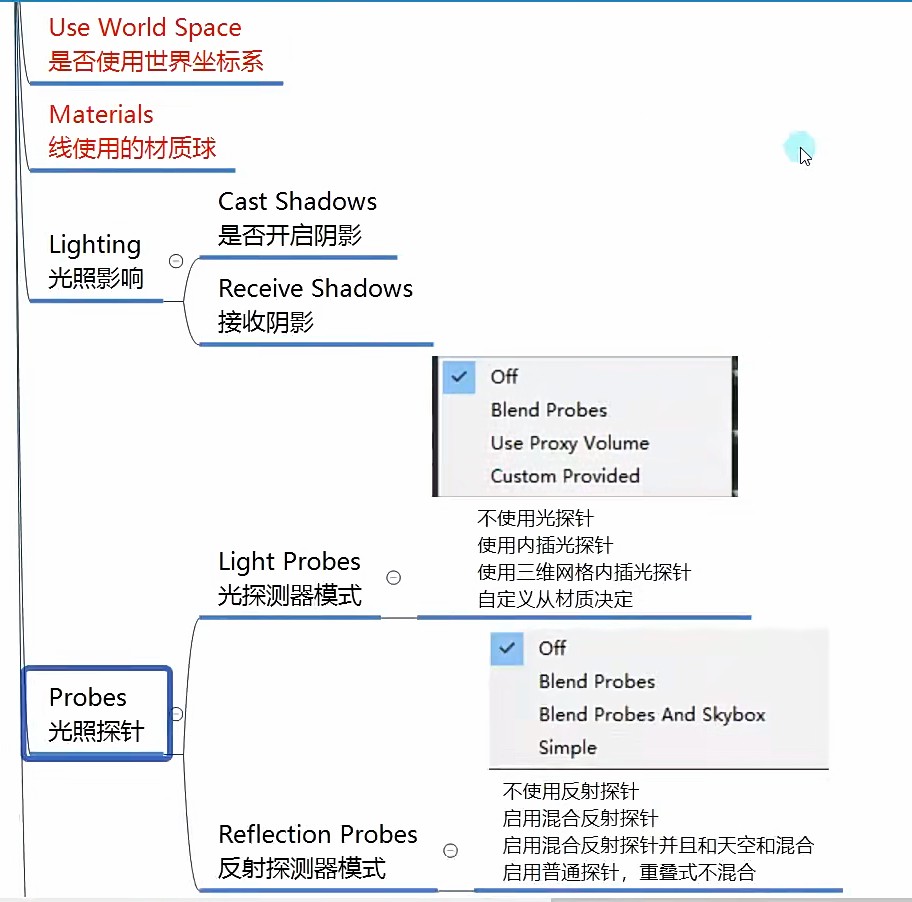 Use World Space
是否使用世界坐标系
Materials
线使用的材质球
Lighting
光照影响
Cast Shadows
是否开启阴影
Receive Shadows
接收阴影
Off
Blend Probes
Use Proxy Volume
Custom Provided
不使用光探针
使用内插光探针
使用三维网格内插光探针
自定义从材质决定
Light Probes
光探测器模式
Probes
光照探针
Off
Blend Probes
Blend Probes And Skybox
Simple
不使用反射探针
启用混合反射探针
启用混合反射探针并且和天空和混合
启用普通探针，重叠式不混合
Reflection Probes
反射探测器模式